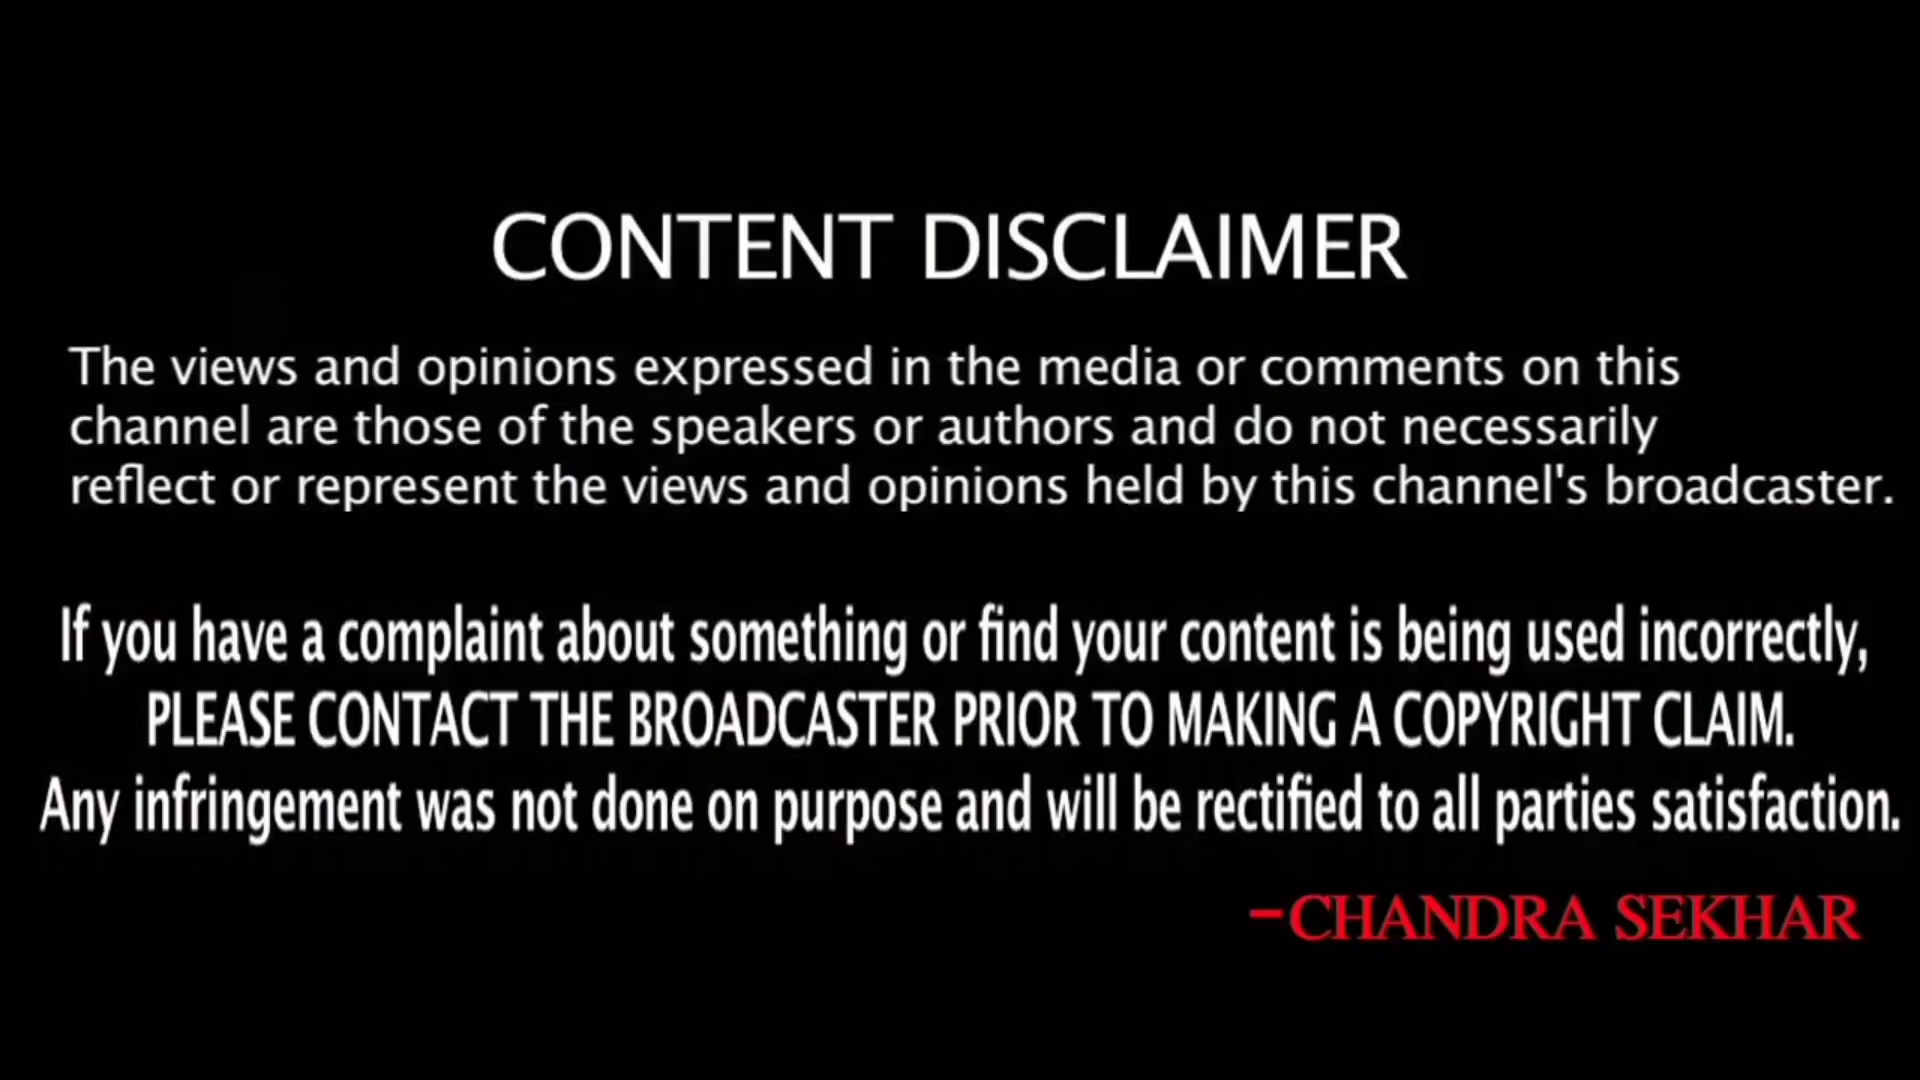 CONTENT DISCLAIMER
The views and opinions expressed in the media or comments on this
channel are those of the speakers or authors and do not necessarily
reflect or represent the views and opinions held by this channel's broadcaster.
If you have a complaint about something or find your content is being used incorrectly,
PLEASE CONTACT THE BROADCASTER PRIOR TO MAKING A COPYRIGHT CLAIM.
Any infringement was not done on purpose and will be rectified to all parties satisfaction.
-CHANDRA SEKHAR